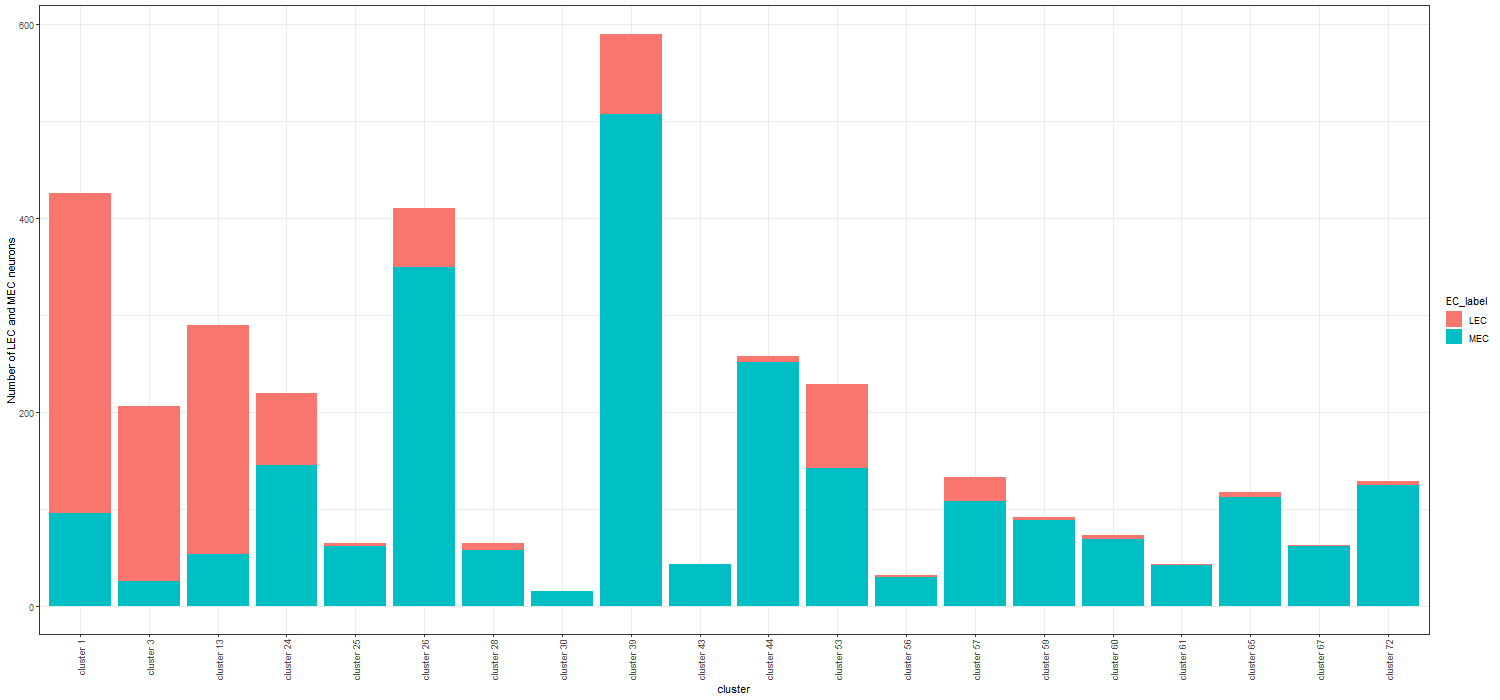 600
400
200
0
Number of LEC and MEC neurons
cluster 1
cluster 3
cluster 13
cluster 24
cluster 25
cluster 26
cluster 28
cluster 30
cluster 39
cluster 43
cluster 44
cluster 53
cluster 56
cluster 57
cluster 59
cluster 60
cluster 61
cluster 65
cluster 67
cluster 72
cluster
EC_label
LEC
MEC